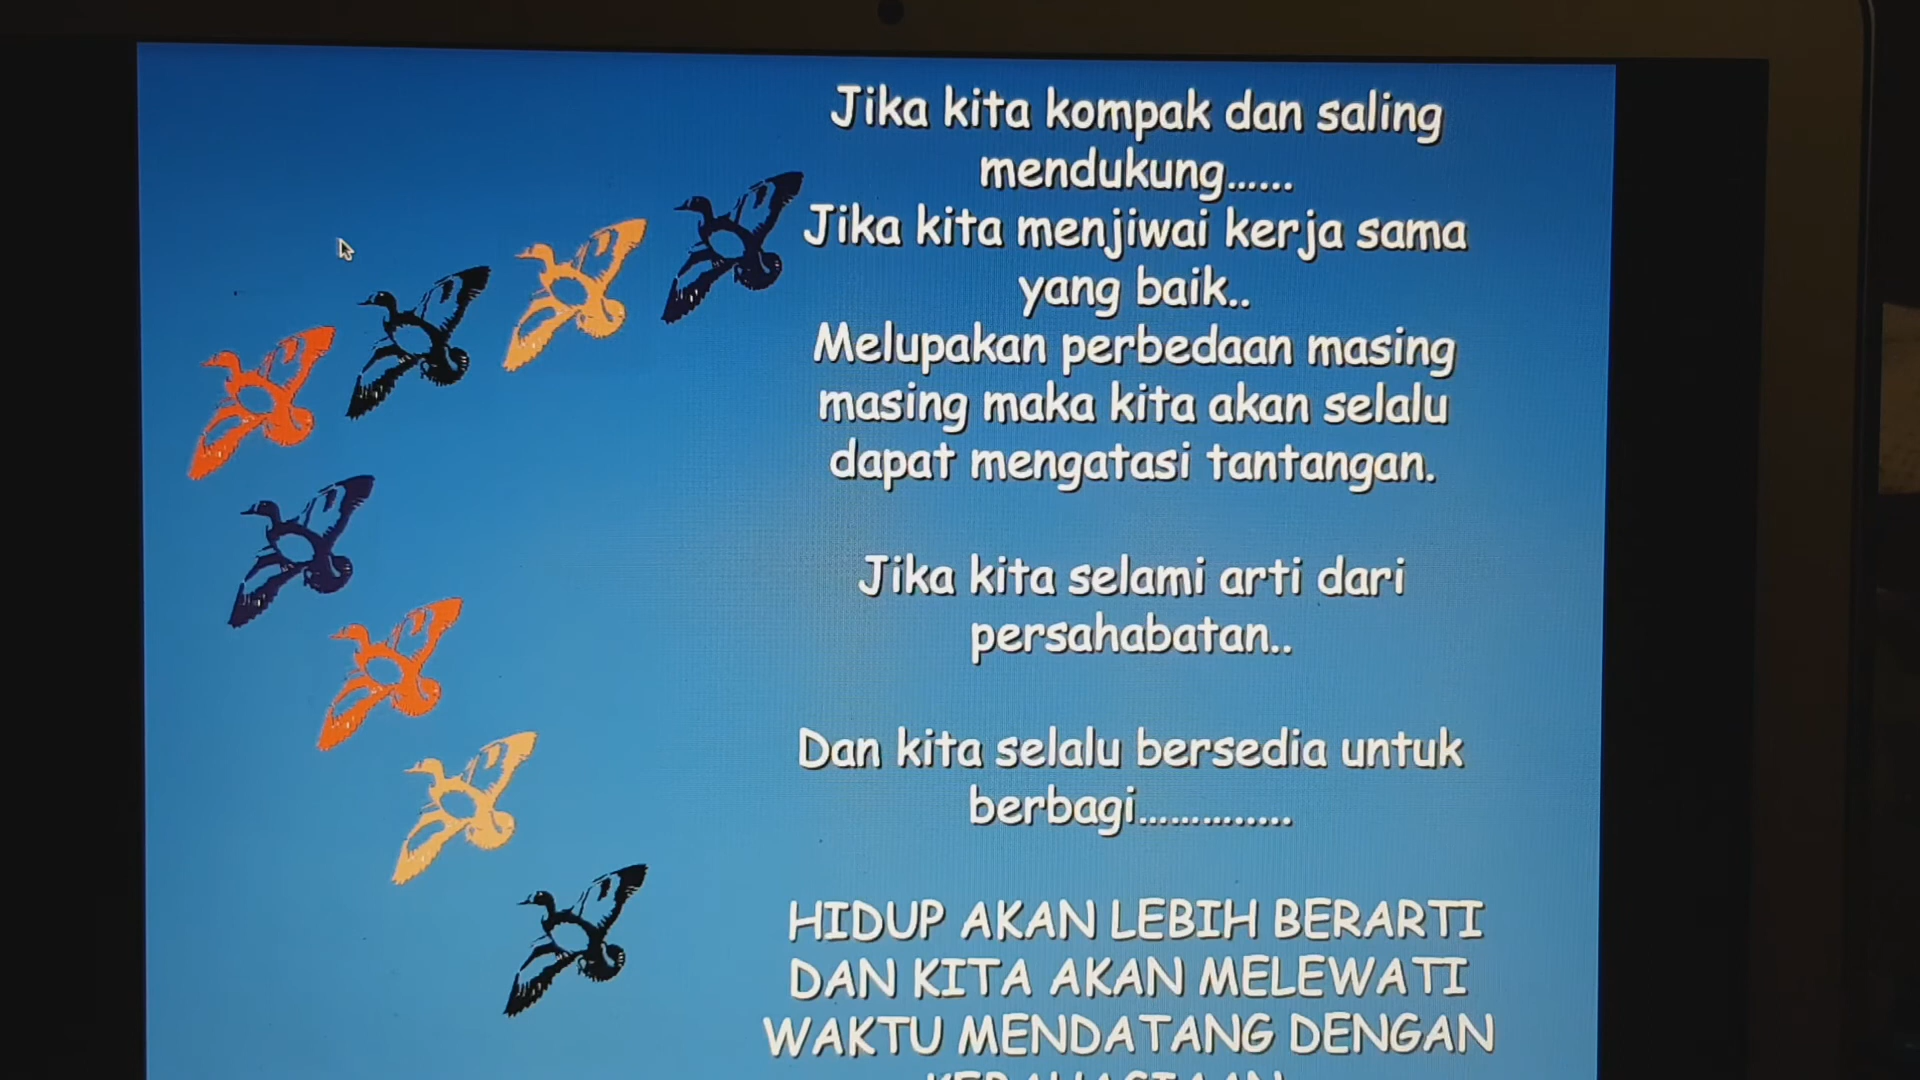 Jika kita kompak dan saling
mendukung......
Jika kita menjiwai kerja sama
yang baik..
Melupakan perbedaan masing
masing maka kita akan selalu
dapat mengatasi tantangan.
Jika kita selami arti dari
persahabatan..
Dan kita selalu bersedia untuk
berbagi.............
HIDUP AKAN LEBIH BERARTI
DAN KITA AKAN MELEWATI
WAKTU MENDATANG DENGAN